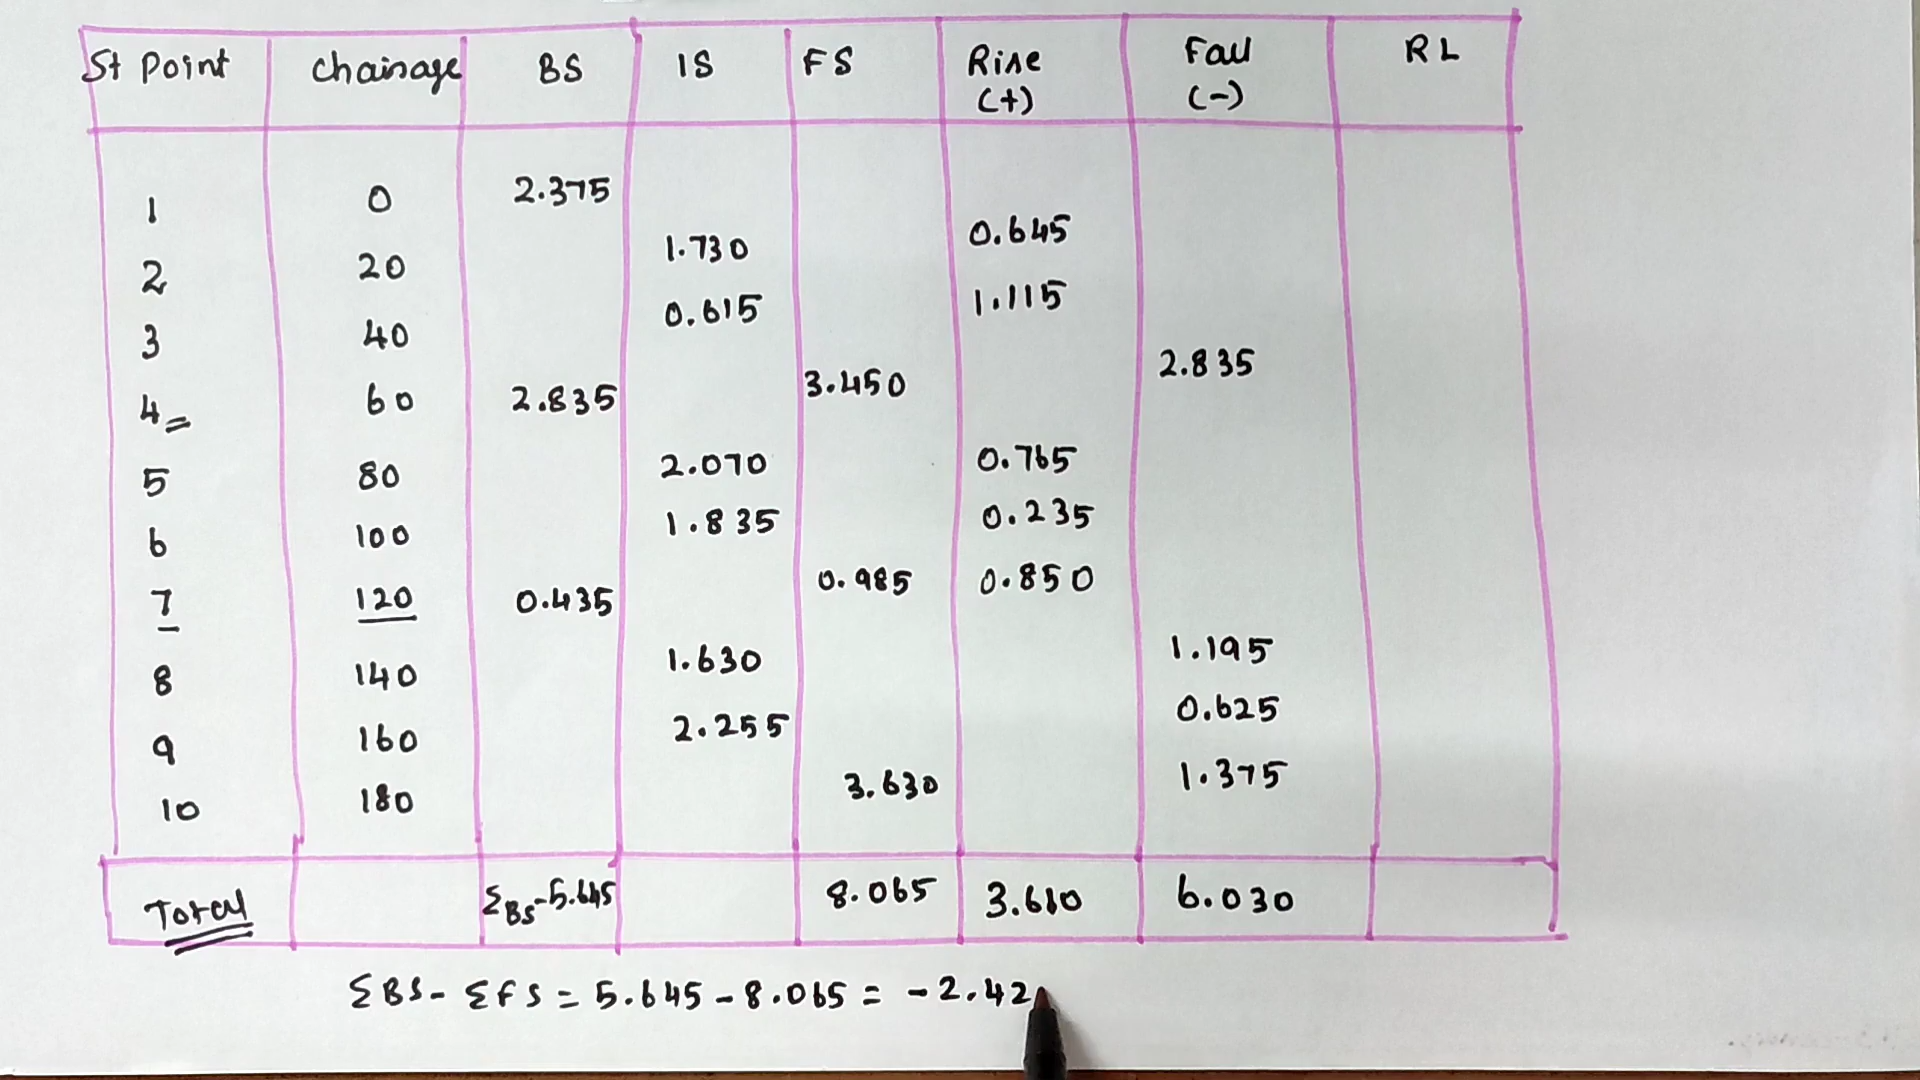 St Point Chainage BS IS FS Rise (+) Fall (-) RL
1 0 2.375
2 20 1.730 0.645
3 40 0.615 1.115
4 60 2.835 3.450 2.835
5 80 2.070 0.765
6 100 1.835 0.235
7 120 0.435 0.985 0.850
8 140 1.630 1.195
9 160 2.255 0.625
10 180 3.630 1.375
Total ΣBS-5.645 8.065 3.610 6.030
ΣBS- ΣFS = 5.645 - 8.065 = -2.42